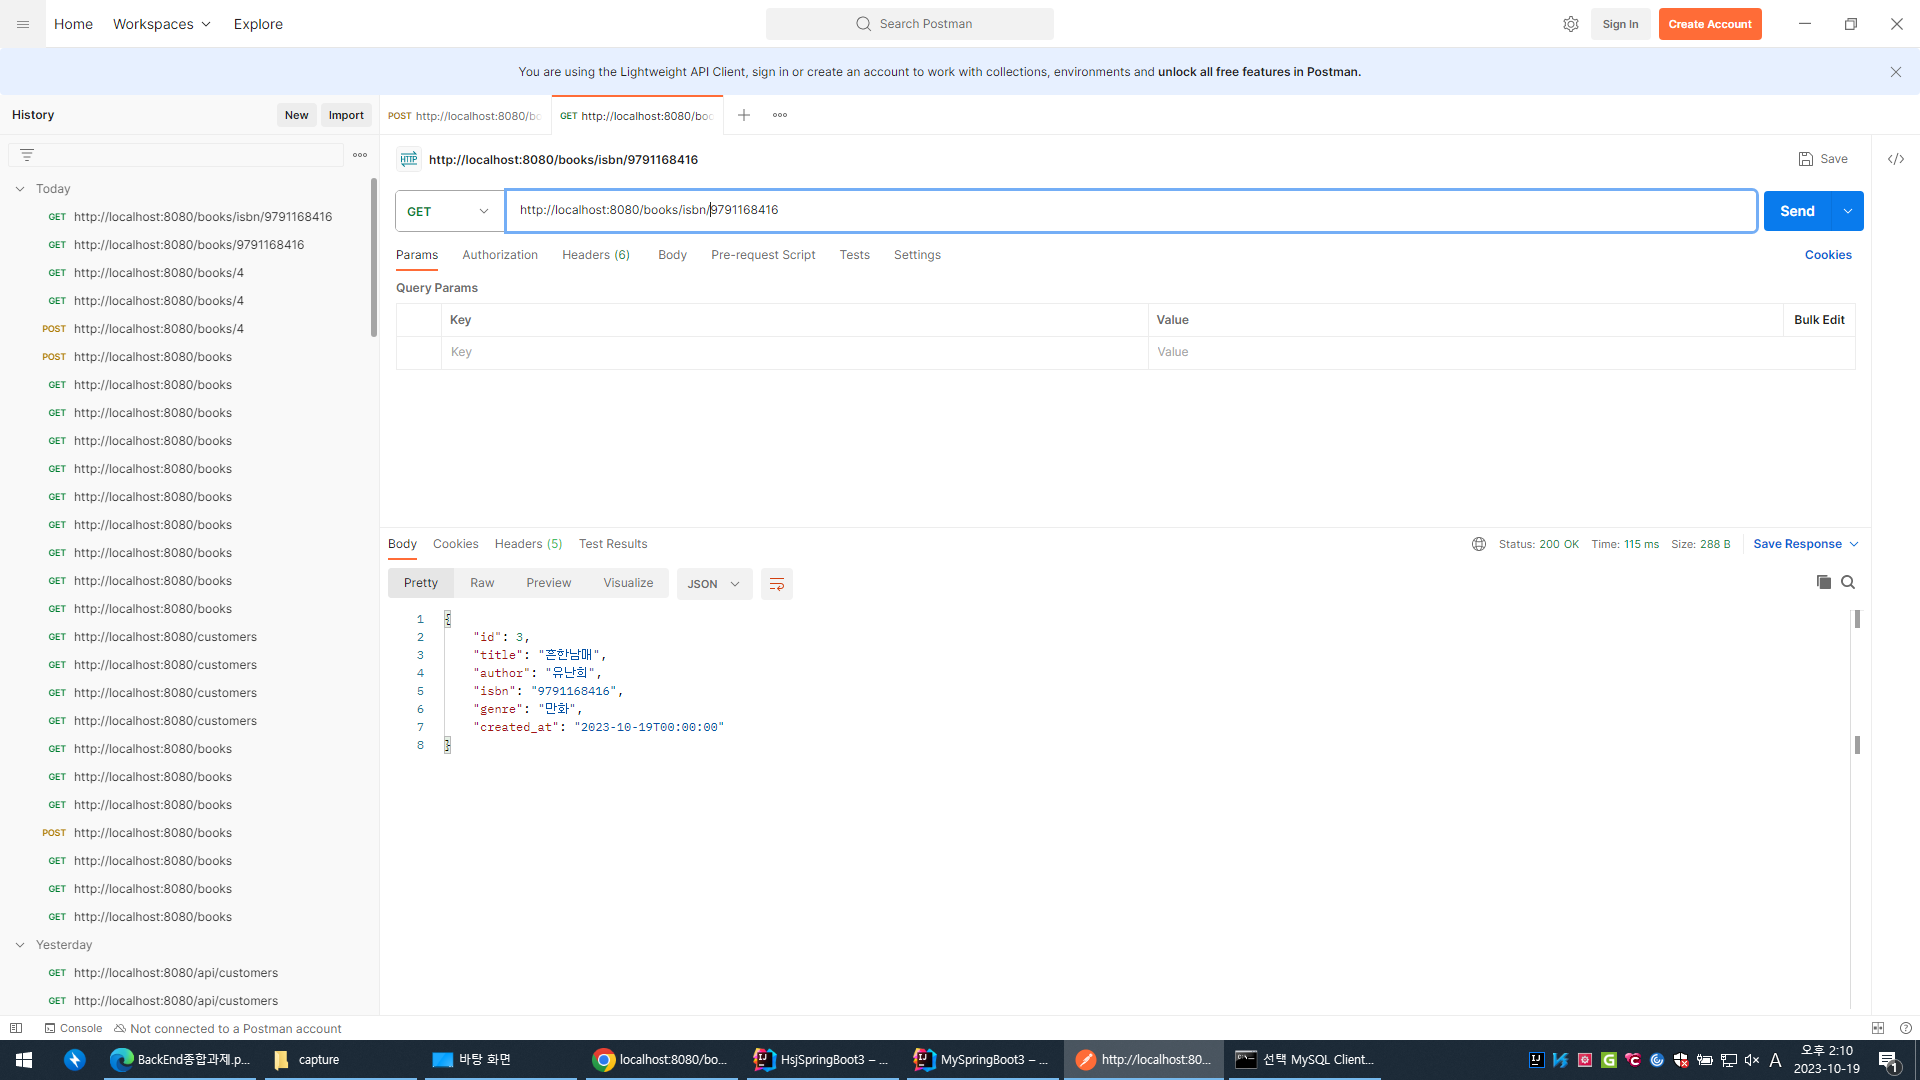 Home Workspaces Explore Search Postman Sign In Create Account
You are using the Lightweight API Client, sign in or create an account to work with collections, environments and unlock all free features in Postman.
History New Import
POST http://localhost:8080/bo GET http://localhost:8080/boo
HTTP http://localhost:8080/books/isbn/9791168416 Save
Today
GET http://localhost:8080/books/isbn/9791168416
GET http://localhost:8080/books/9791168416
GET http://localhost:8080/books/4
GET http://localhost:8080/books/4
POST http://localhost:8080/books/4
POST http://localhost:8080/books
GET http://localhost:8080/books
GET http://localhost:8080/books
GET http://localhost:8080/books
GET http://localhost:8080/books
GET http://localhost:8080/books
GET http://localhost:8080/books
GET http://localhost:8080/books
GET http://localhost:8080/books
GET http://localhost:8080/books
GET http://localhost:8080/customers
GET http://localhost:8080/customers
GET http://localhost:8080/customers
GET http://localhost:8080/customers
GET http://localhost:8080/books
GET http://localhost:8080/books
GET http://localhost:8080/books
POST http://localhost:8080/books
GET http://localhost:8080/books
GET http://localhost:8080/books
GET http://localhost:8080/books
Yesterday
GET http://localhost:8080/api/customers
GET http://localhost:8080/api/customers
GET http://localhost:8080/books/isbn/9791168416 Send
Params Authorization Headers (6) Body Pre-request Script Tests Settings Cookies
Query Params
Key Value Bulk Edit
Key Value
Body Cookies Headers (5) Test Results Status: 200 OK Time: 115 ms Size: 288 B Save Response
Pretty Raw Preview Visualize JSON
1 {
2 "id": 3,
3 "title": "흔한남매",
4 "author": "유난희",
5 "isbn": "9791168416",
6 "genre": "만화",
7 "created_at": "2023-10-19T00:00:00"
8 }
Console Not connected to a Postman account
BackEnd종합과제.p... capture 바탕 화면 localhost:8080/bo... HsjSpringBoot3 – ... MySpringBoot3 – ... http://localhost:80... 선택 MySQL Client... A 오후 2:10
2023-10-19 1